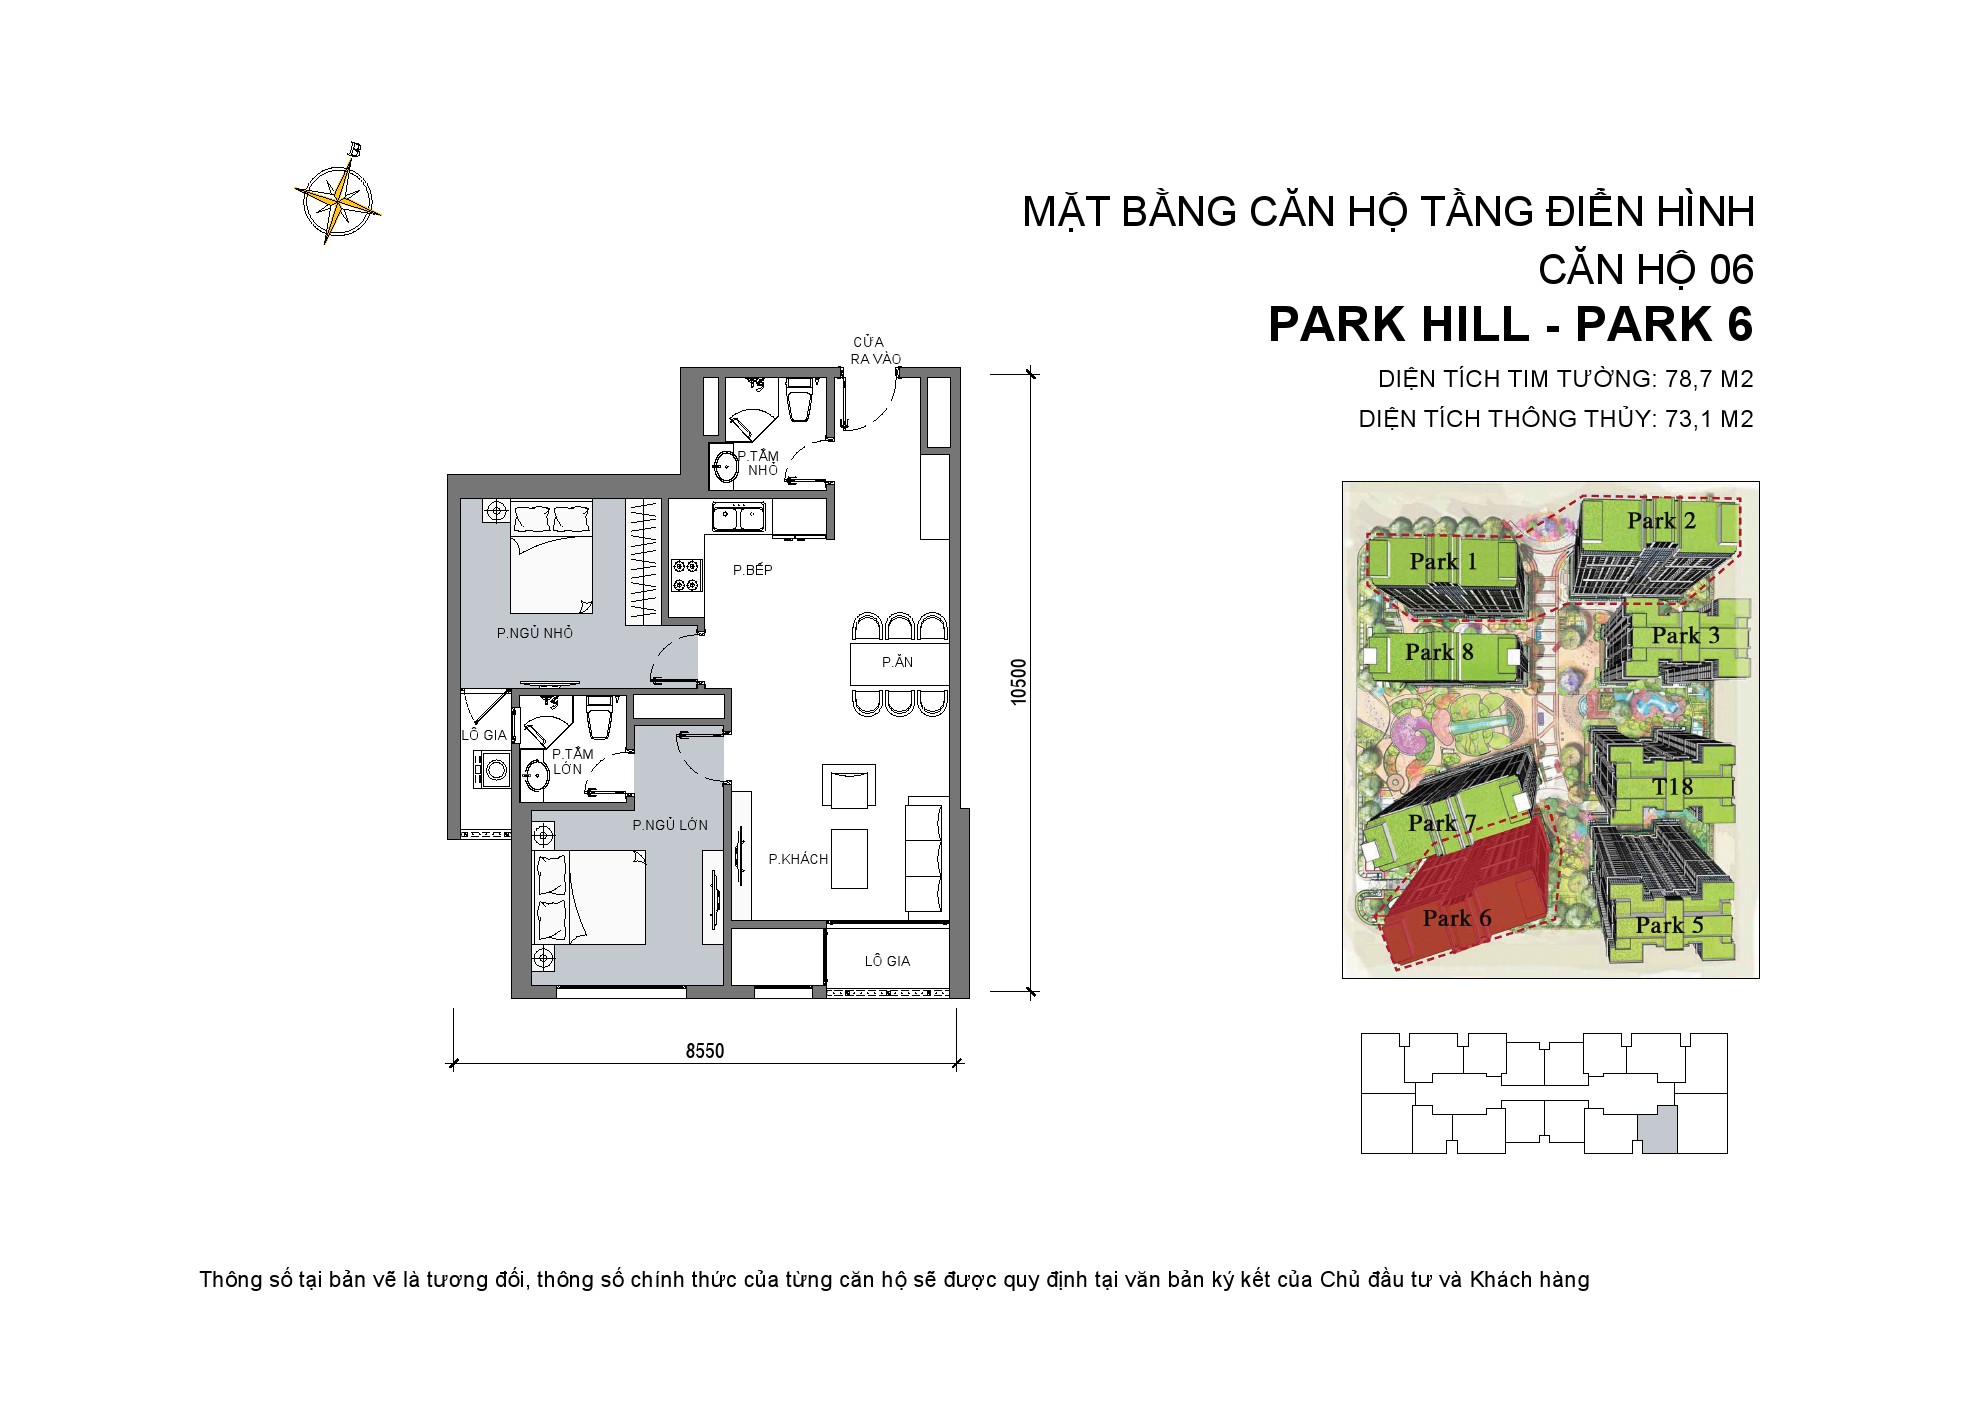 B
MẶT BẰNG CĂN HỘ TẦNG ĐIỂN HÌNH
CĂN HỘ 06
PARK HILL - PARK 6
DIỆN TÍCH TIM TƯỜNG: 78,7 M2
DIỆN TÍCH THÔNG THỦY: 73,1 M2
CỬA
RA VÀO
P.TẮM
NHỎ
P.BẾP
P.NGỦ NHỎ
P.ĂN
LÔ GIA
P.TẮM
LỚN
P.NGỦ LỚN
P.KHÁCH
LÔ GIA
10500
8550
Park 2
Park 1
Park 3
Park 8
T18
Park 7
Park 6
Park 5
Thông số tại bản vẽ là tương đối, thông số chính thức của từng căn hộ sẽ được quy định tại văn bản ký kết của Chủ đầu tư và Khách hàng